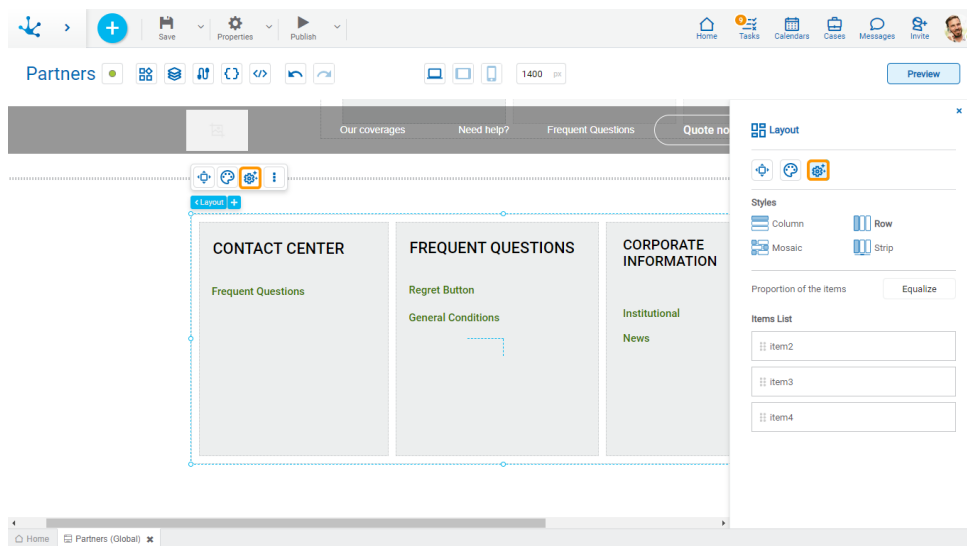 Save
Properties
Publish
Home
9
Tasks
Calendars
Cases
Messages
Invite
Partners
1400 px
Preview
Our coverages
Need help?
Frequent Questions
Quote no
Layout
Layout
Styles
Column
Row
Mosaic
Strip
Proportion of the items
Equalize
Items List
item2
item3
item4
CONTACT CENTER
Frequent Questions
FREQUENT QUESTIONS
Regret Button
General Conditions
CORPORATE
INFORMATION
Institutional
News
Home
Partners (Global)